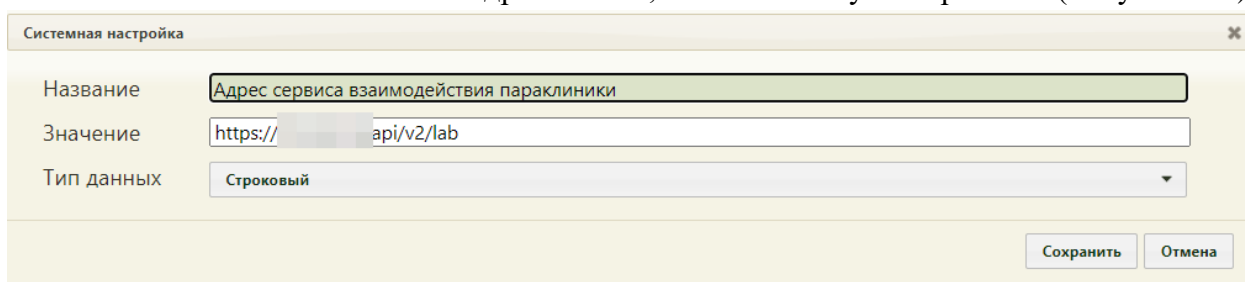 Системная настройка
Название Адрес сервиса взаимодействия параклиники
Значение https:// api/v2/lab
Тип данных Строковый
Сохранить Отмена